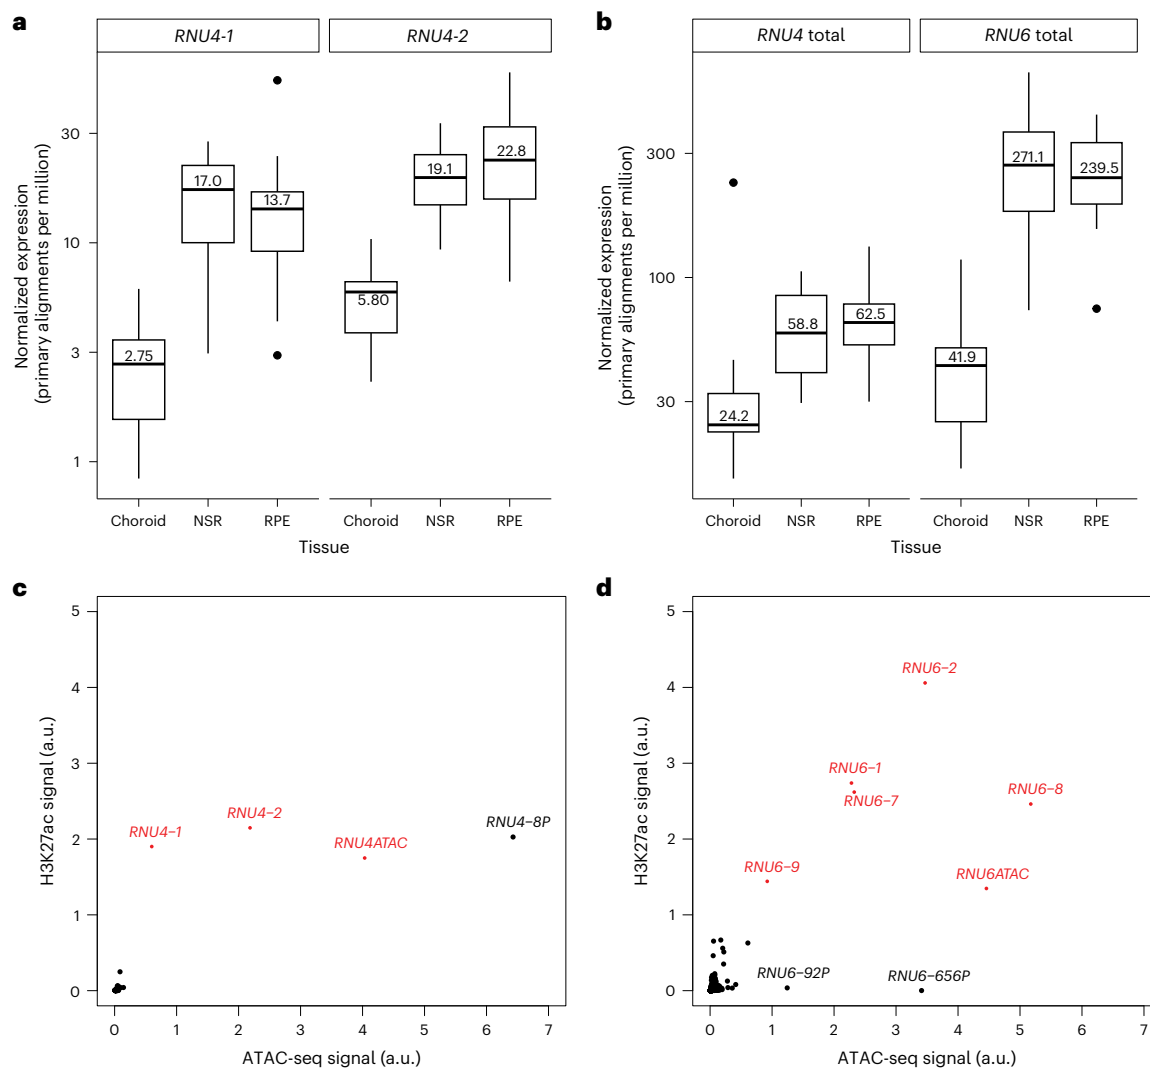 a
RNU4-1
RNU4-2
Normalized expression
(primary alignments per million)
30
10
3
1
2.75
17.0
13.7
5.80
19.1
22.8
Choroid
NSR
RPE
Choroid
NSR
RPE
Tissue
b
RNU4 total
RNU6 total
Normalized expression
(primary alignments per million)
300
100
30
24.2
58.8
62.5
41.9
271.1
239.5
Choroid
NSR
RPE
Choroid
NSR
RPE
Tissue
c
H3K27ac signal (a.u.)
5
4
3
2
1
0
RNU4–1
RNU4–2
RNU4ATAC
RNU4–8P
0
1
2
3
4
5
6
7
ATAC-seq signal (a.u.)
d
H3K27ac signal (a.u.)
5
4
3
2
1
0
RNU6–2
RNU6–1
RNU6–7
RNU6–8
RNU6–9
RNU6ATAC
RNU6–92P
RNU6–656P
0
1
2
3
4
5
6
7
ATAC-seq signal (a.u.)